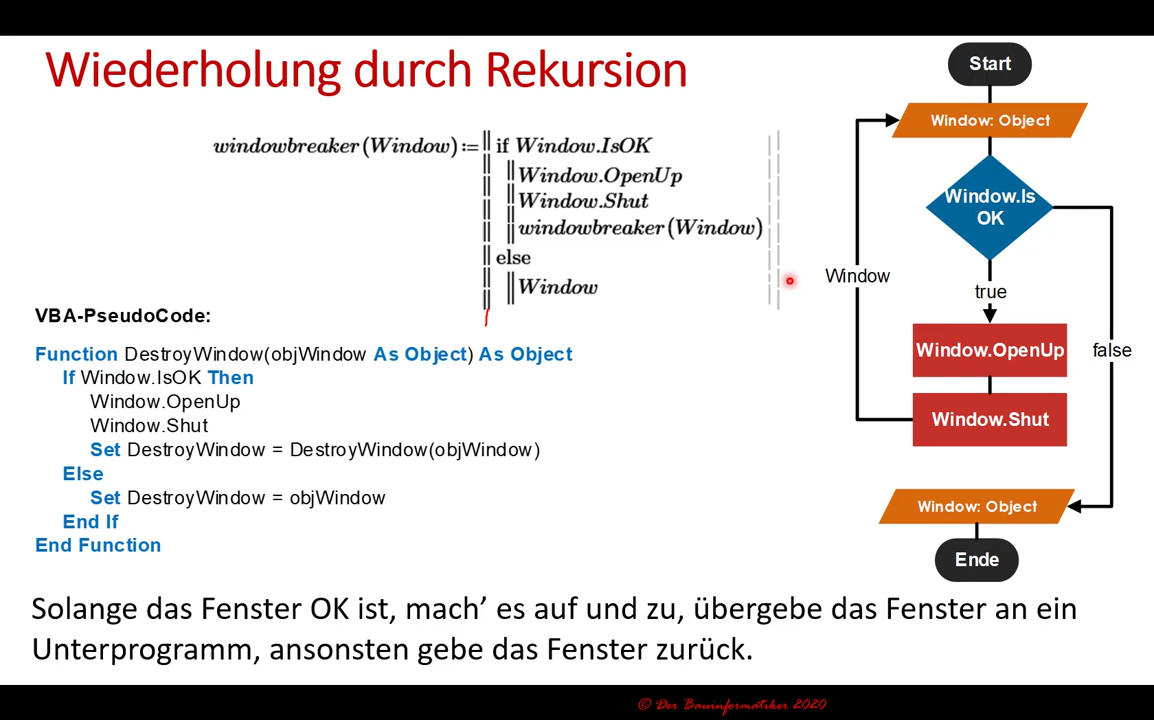 Wiederholung durch Rekursion
windowbreaker(Window):=
if Window.IsOK
Window.OpenUp
Window.Shut
windowbreaker(Window)
else
Window
VBA-PseudoCode:
Function DestroyWindow(objWindow As Object) As Object
If Window.IsOK Then
Window.OpenUp
Window.Shut
Set DestroyWindow = DestroyWindow(objWindow)
Else
Set DestroyWindow = objWindow
End If
End Function
Start
Window: Object
Window.Is
OK
Window
true
Window.OpenUp
false
Window.Shut
Window: Object
Ende
Solange das Fenster OK ist, mach’ es auf und zu, übergebe das Fenster an ein
Unterprogramm, ansonsten gebe das Fenster zurück.
© Der Bauinformatiker 2020